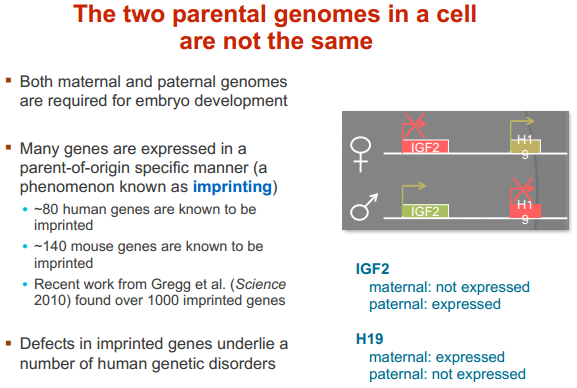 The two parental genomes in a cell
are not the same
Both maternal and paternal genomes
are required for embryo development
Many genes are expressed in a
parent-of-origin specific manner (a
phenomenon known as imprinting)
~80 human genes are known to be
imprinted
~140 mouse genes are known to be
imprinted
Recent work from Gregg et al. (Science
2010) found over 1000 imprinted genes
Defects in imprinted genes underlie a
number of human genetic disorders
♀
IGF2
H1
9
♂
IGF2
H1
9
IGF2
maternal: not expressed
paternal: expressed
H19
maternal: expressed
paternal: not expressed